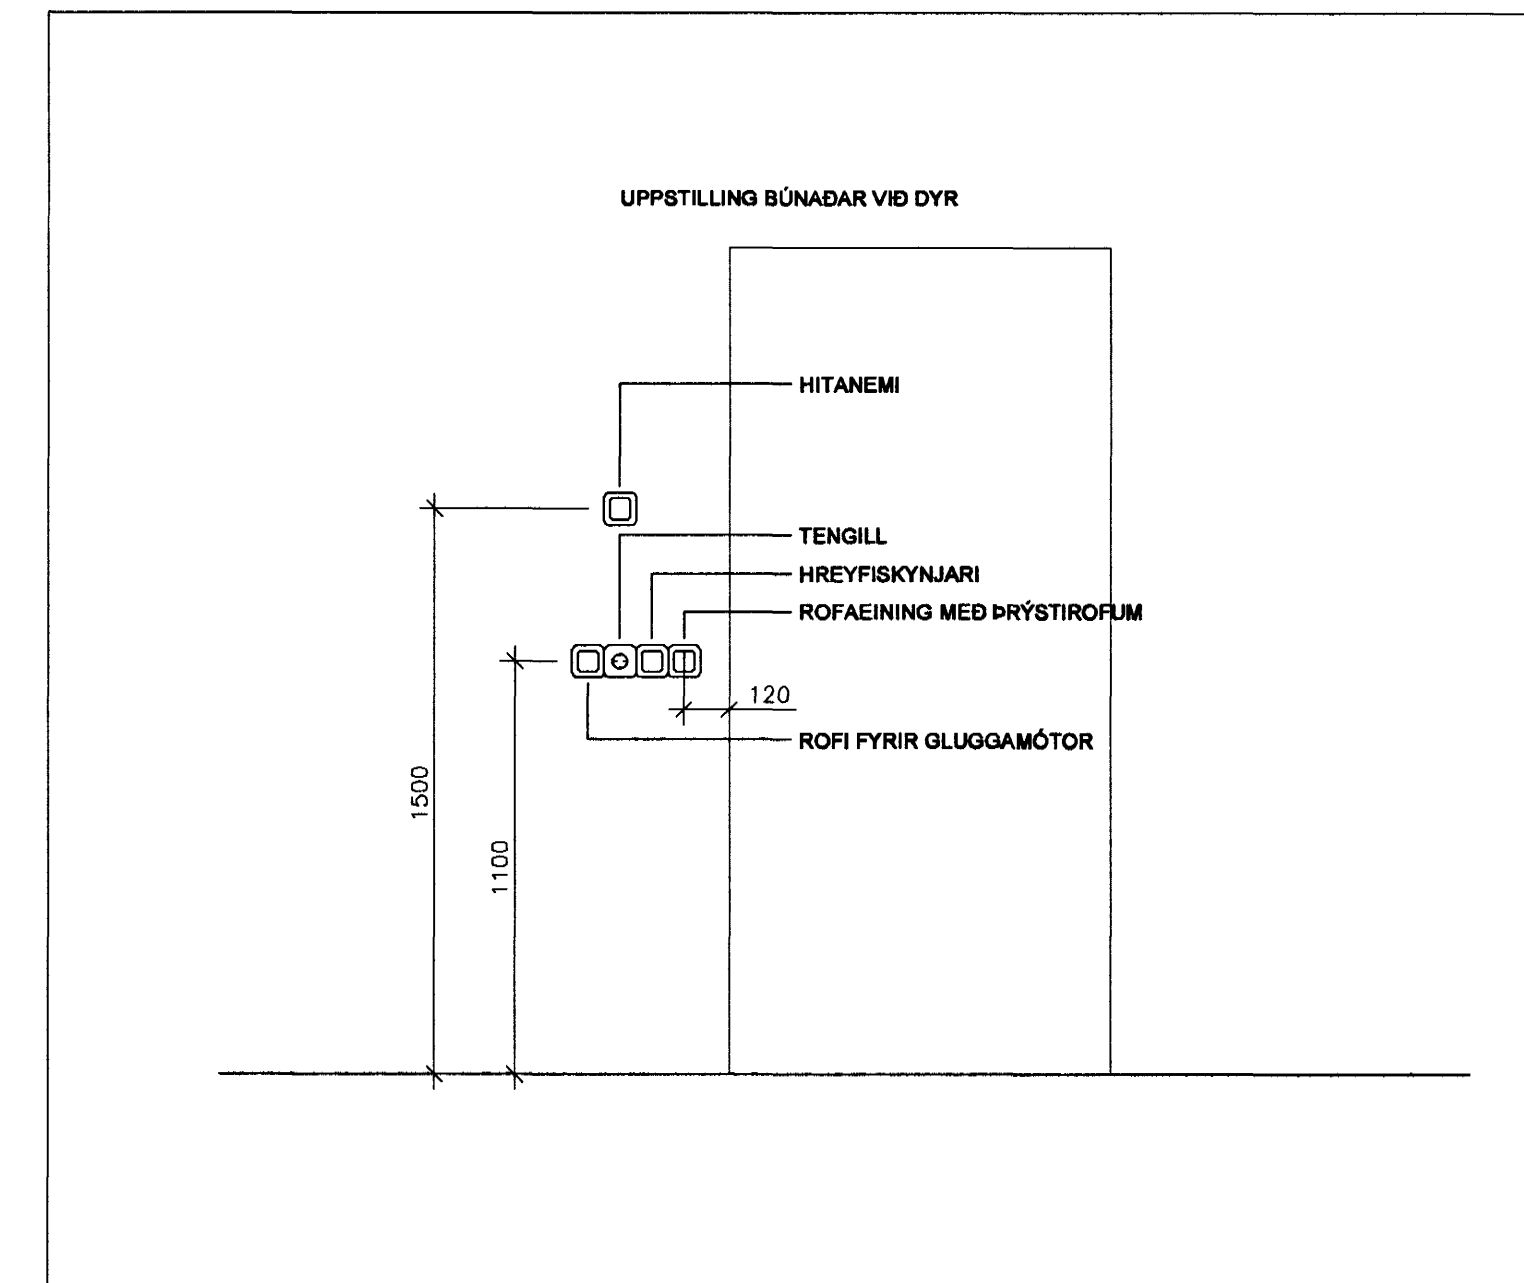 UPPSTILLING BÚNAÐAR VIÐ DYR
HITANEMI
TENGILL
HREYFISKYNJARI
ROFAEINING MEÐ ÞRÝSTIROFUM
120
ROFI FYRIR GLUGGAMÓTOR
1500
1100